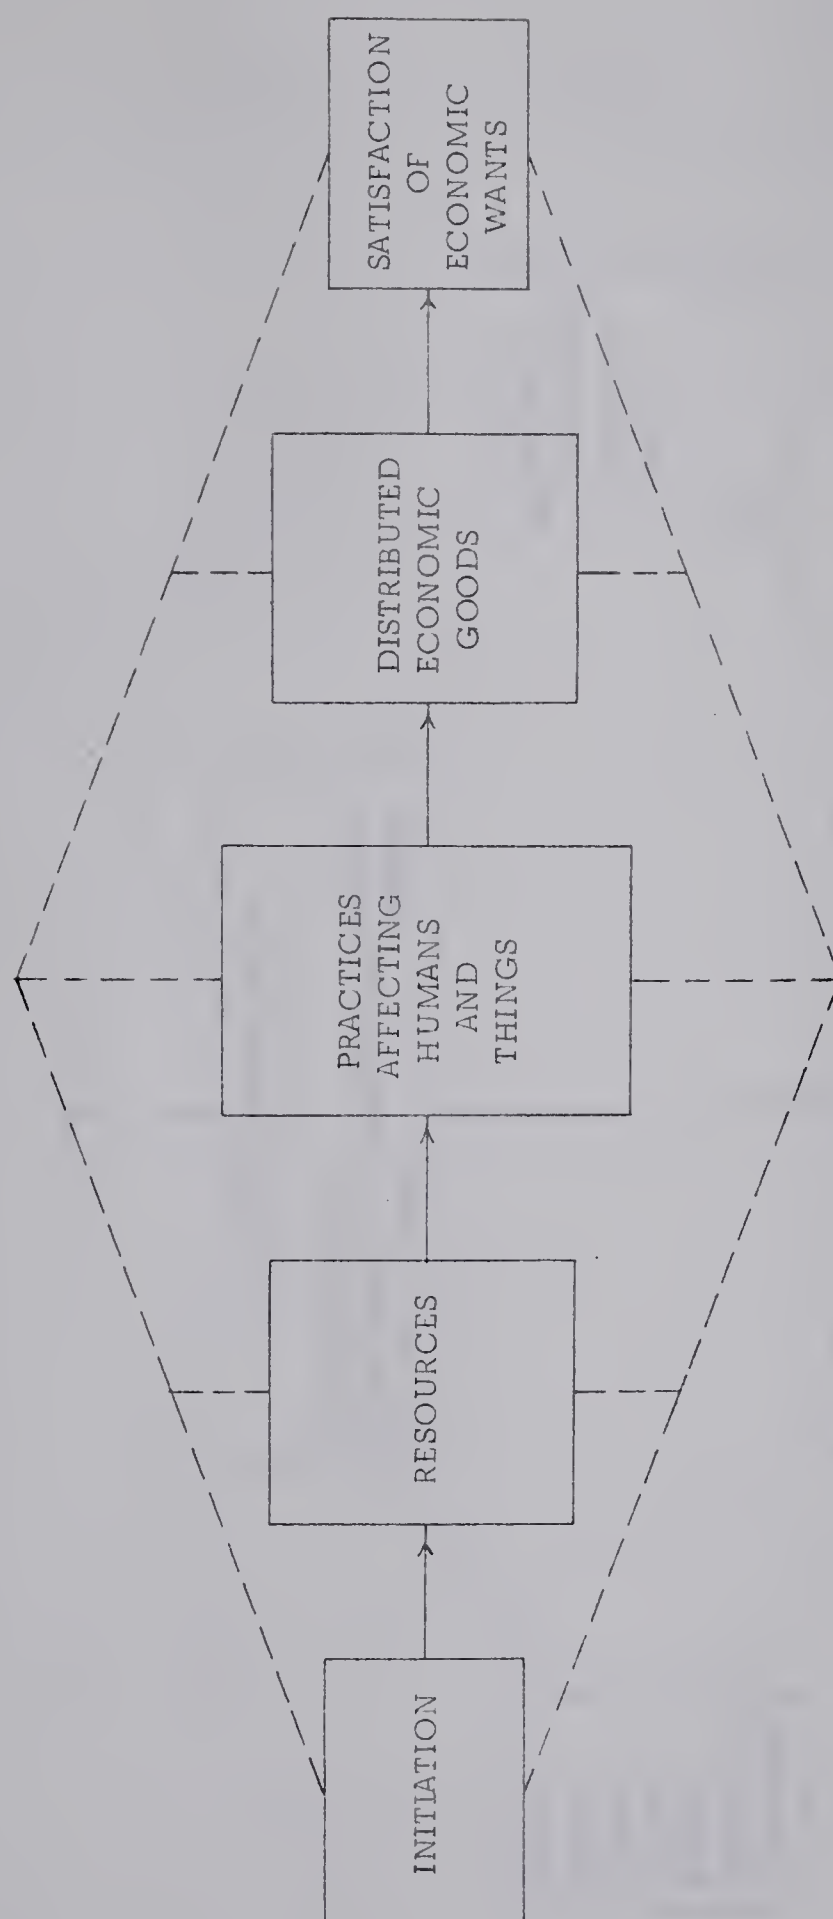 INITIATION
RESOURCES
PRACTICES
AFFECTING
HUMANS
AND
THINGS
DISTRIBUTED
ECONOMIC
GOODS
SATISFACTION
OF
ECONOMIC
WANTS